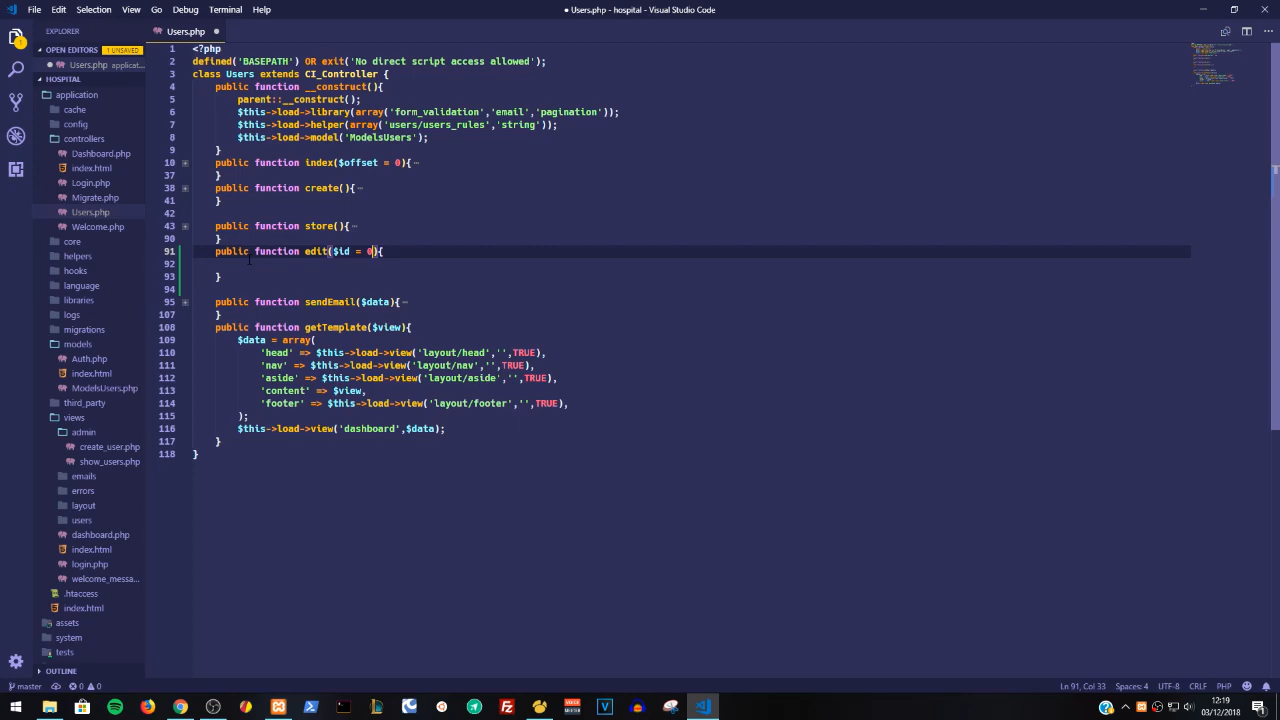 File Edit Selection View Go Debug Terminal Help
● Users.php - hospital - Visual Studio Code
EXPLORER
OPEN EDITORS 1 UNSAVED
● Users.php applicat...
HOSPITAL
application
cache
config
controllers
Dashboard.php
index.html
Login.php
Migrate.php
Users.php
Welcome.php
core
helpers
hooks
language
libraries
logs
migrations
models
Auth.php
index.html
ModelsUsers.php
third_party
views
admin
create_user.php
show_users.php
emails
errors
layout
users
dashboard.php
index.html
login.php
welcome_messa...
.htaccess
index.html
assets
system
tests
OUTLINE
Users.php ●
1 <?php
2 defined('BASEPATH') OR exit('No direct script access allowed');
3 class Users extends CI_Controller {
4 public function __construct(){
5 parent::__construct();
6 $this->load->library(array('form_validation','email','pagination'));
7 $this->load->helper(array('users/users_rules','string'));
8 $this->load->model('ModelsUsers');
9 }
10 public function index($offset = 0){…
37 }
38 public function create(){…
41 }
42
43 public function store(){…
90 }
91 public function edit($id = 0){
92
93 }
94
95 public function sendEmail($data){…
107 }
108 public function getTemplate($view){
109 $data = array(
110 'head' => $this->load->view('layout/head','',TRUE),
111 'nav' => $this->load->view('layout/nav','',TRUE),
112 'aside' => $this->load->view('layout/aside','',TRUE),
113 'content' => $view,
114 'footer' => $this->load->view('layout/footer','',TRUE),
115 );
116 $this->load->view('dashboard',$data);
117 }
118 }
master 0 0
Ln 91, Col 33 Spaces: 4 UTF-8 CRLF PHP
12:19
03/12/2018